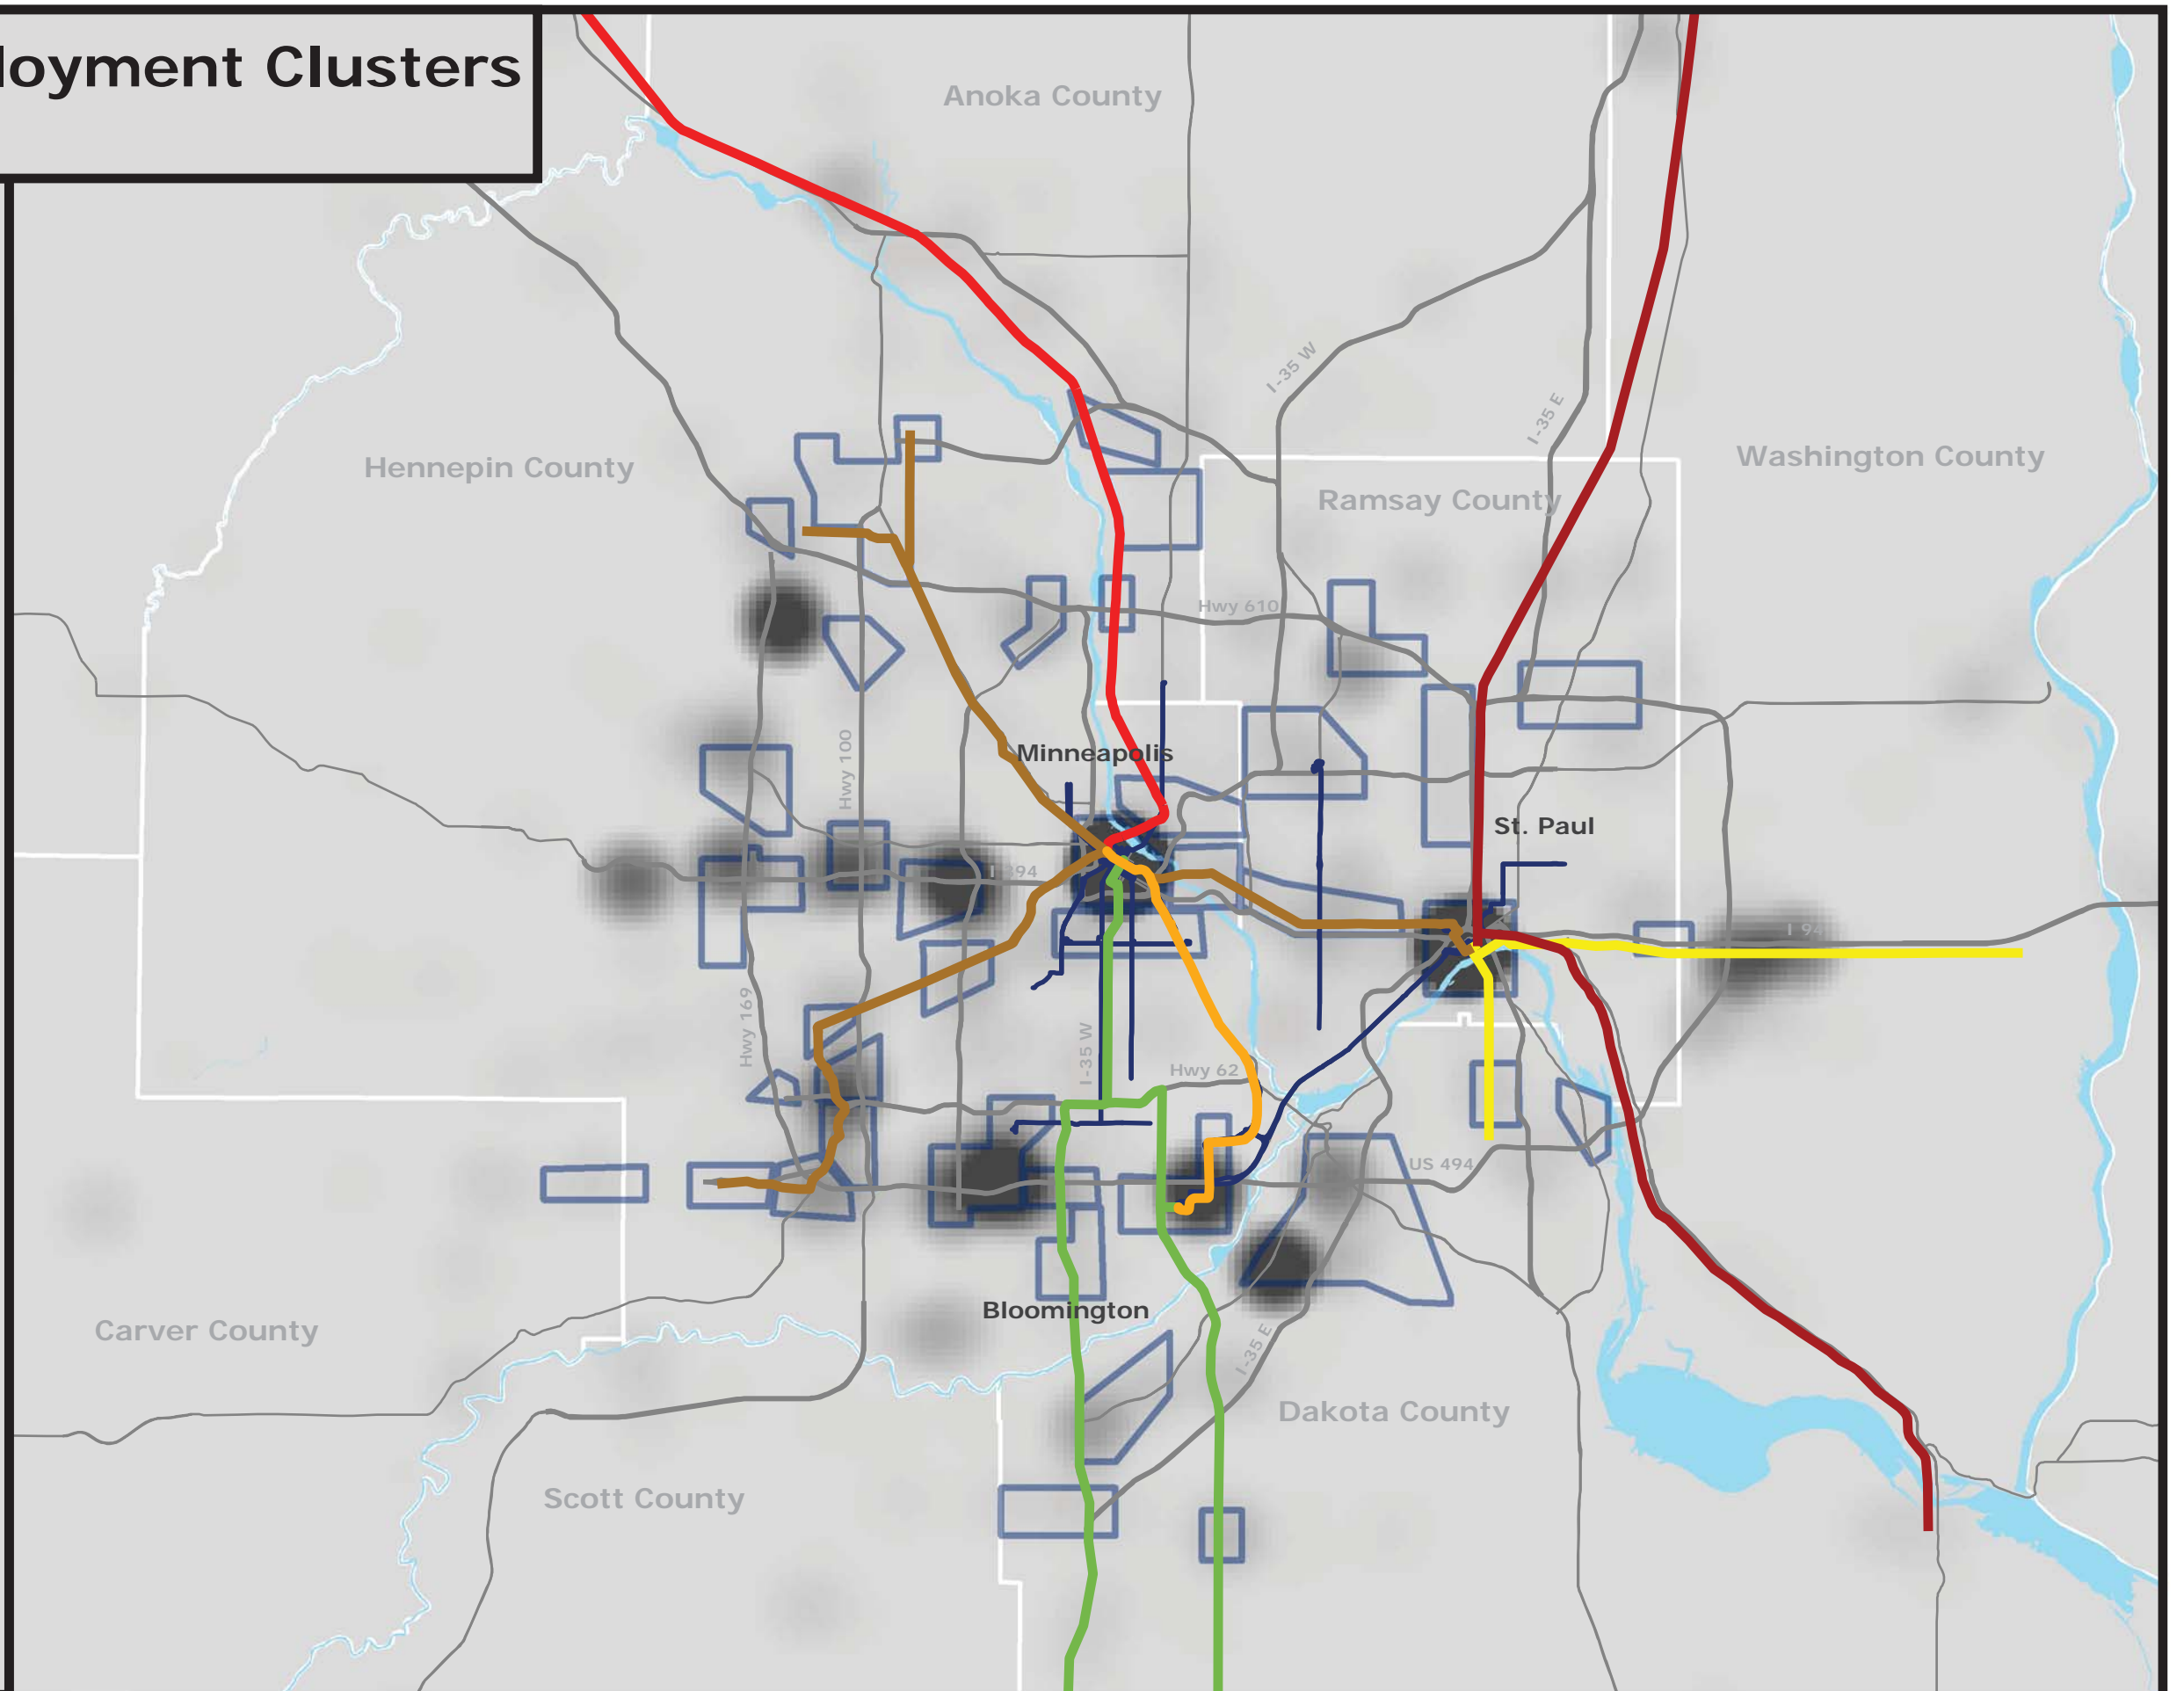 loyment Clusters
Anoka County
I-35 W
I-35 E
Hennepin County
Washington County
Ramsay County
Hwy 610
Minneapolis
Hwy 100
St. Paul
I 94
Hwy 169
I-35 W
Hwy 62
US 494
Bloomington
Carver County
I-35 E
Dakota County
Scott County